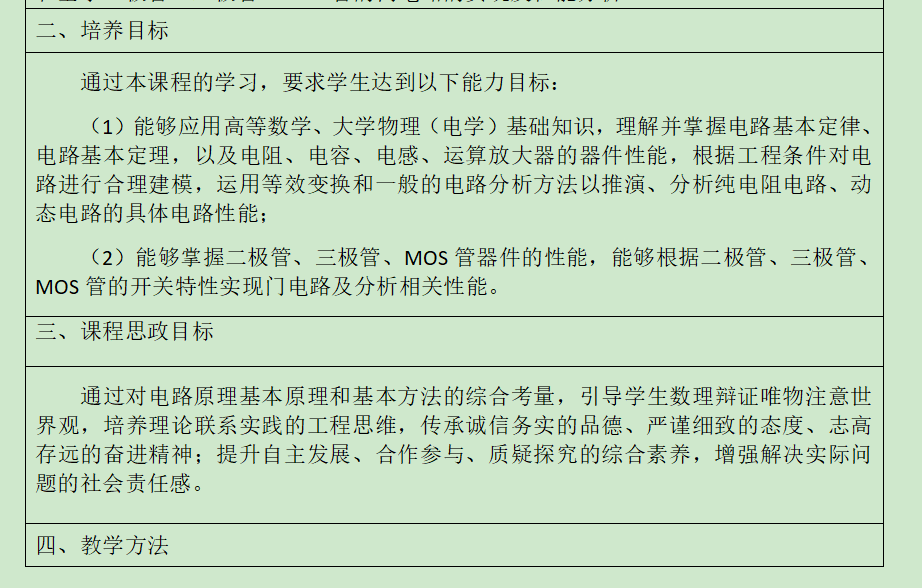 二、培养目标
通过本课程的学习，要求学生达到以下能力目标：
（1）能够应用高等数学、大学物理（电学）基础知识，理解并掌握电路基本定律、
电路基本定理，以及电阻、电容、电感、运算放大器的器件性能，根据工程条件对电
路进行合理建模，运用等效变换和一般的电路分析方法以推演、分析纯电阻电路、动
态电路的具体电路性能；
（2）能够掌握二极管、三极管、MOS 管器件的性能，能够根据二极管、三极管、
MOS 管的开关特性实现门电路及分析相关性能。
三、课程思政目标
通过对电路原理基本原理和基本方法的综合考量，引导学生数理辩证唯物注意世
界观，培养理论联系实践的工程思维，传承诚信务实的品德、严谨细致的态度、志高
存远的奋进精神；提升自主发展、合作参与、质疑探究的综合素养，增强解决实际问
题的社会责任感。
四、教学方法